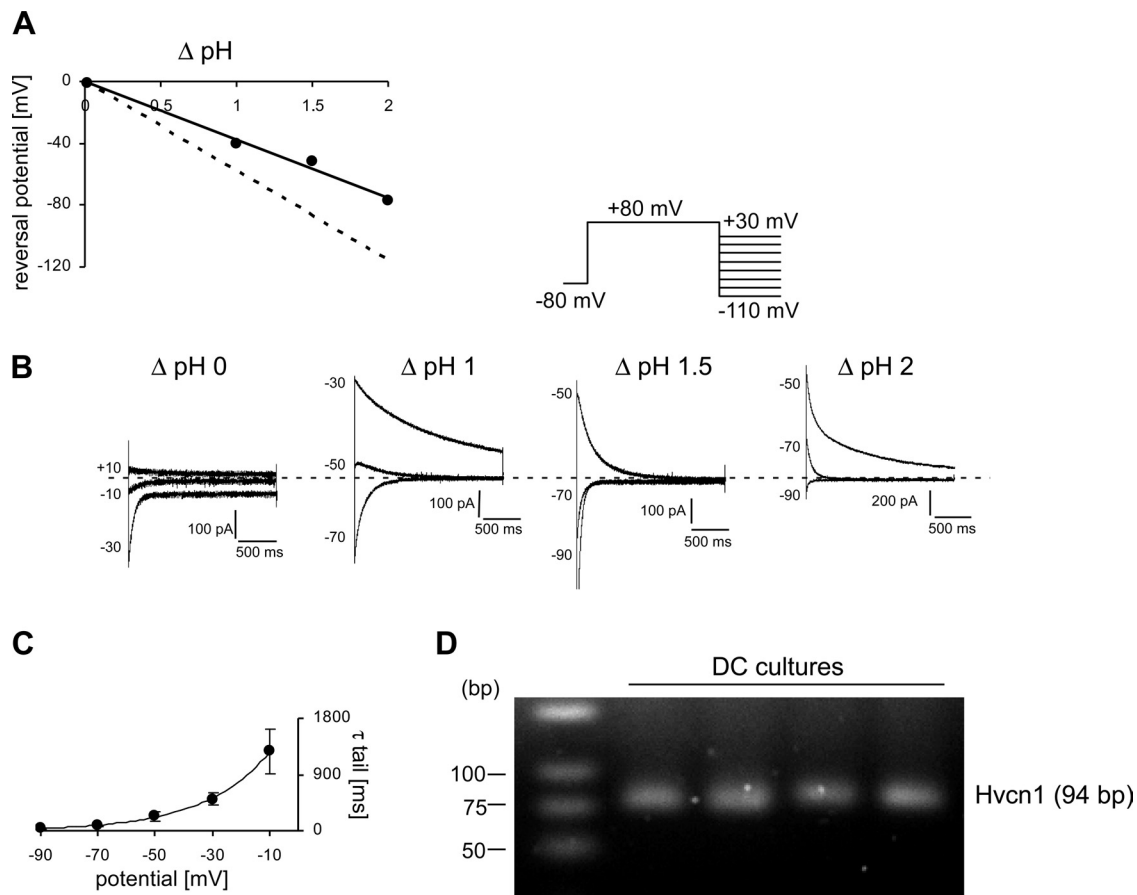 A
Δ pH
reversal potential [mV]
0
-40
-80
-120
0 0.5 1 1.5 2
+80 mV
+30 mV
-80 mV
-110 mV
B
Δ pH 0
+10
-10
-30
100 pA
500 ms
Δ pH 1
-30
-50
-70
100 pA
500 ms
Δ pH 1.5
-50
-70
-90
100 pA
500 ms
Δ pH 2
-50
-70
-90
200 pA
500 ms
C
1800
900
0
τ tail [ms]
-90 -70 -50 -30 -10
potential [mV]
D
DC cultures
(bp)
100
75
50
Hvcn1 (94 bp)